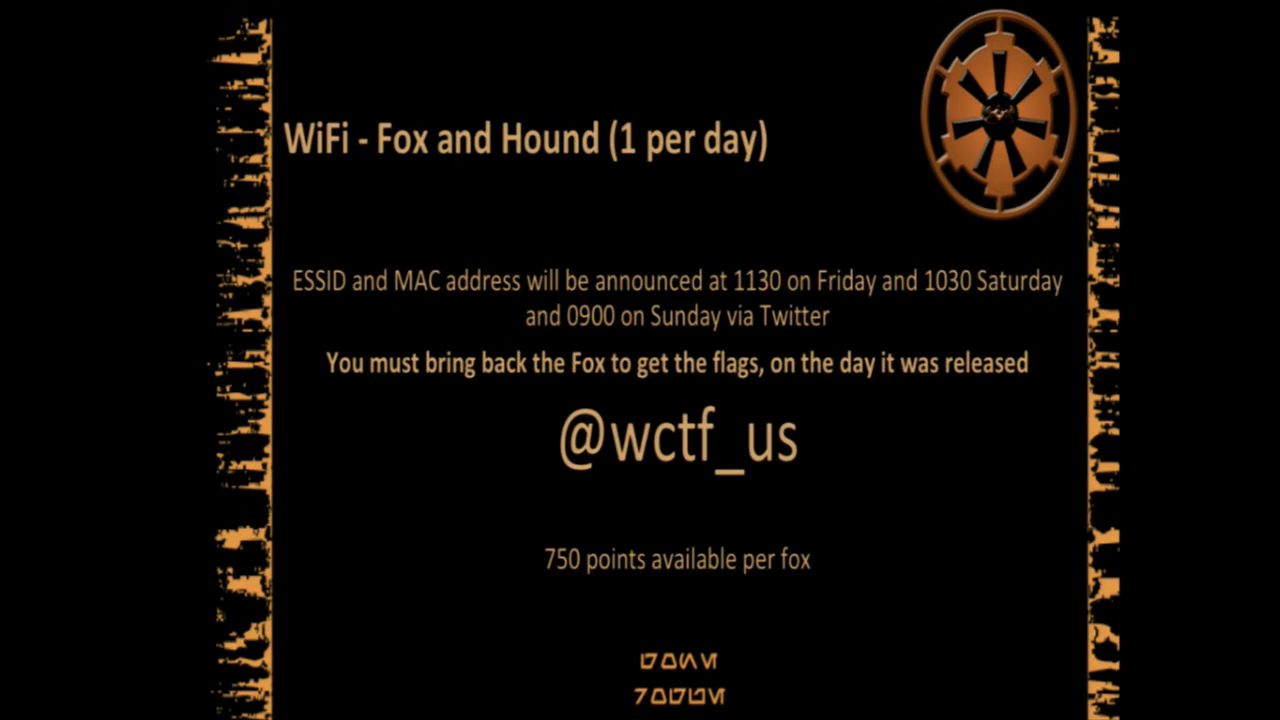 WiFi - Fox and Hound (1 per day)
ESSID and MAC address will be announced at 1130 on Friday and 1030 Saturday
and 0900 on Sunday via Twitter
You must bring back the Fox to get the flags, on the day it was released
@wctf_us
750 points available per fox